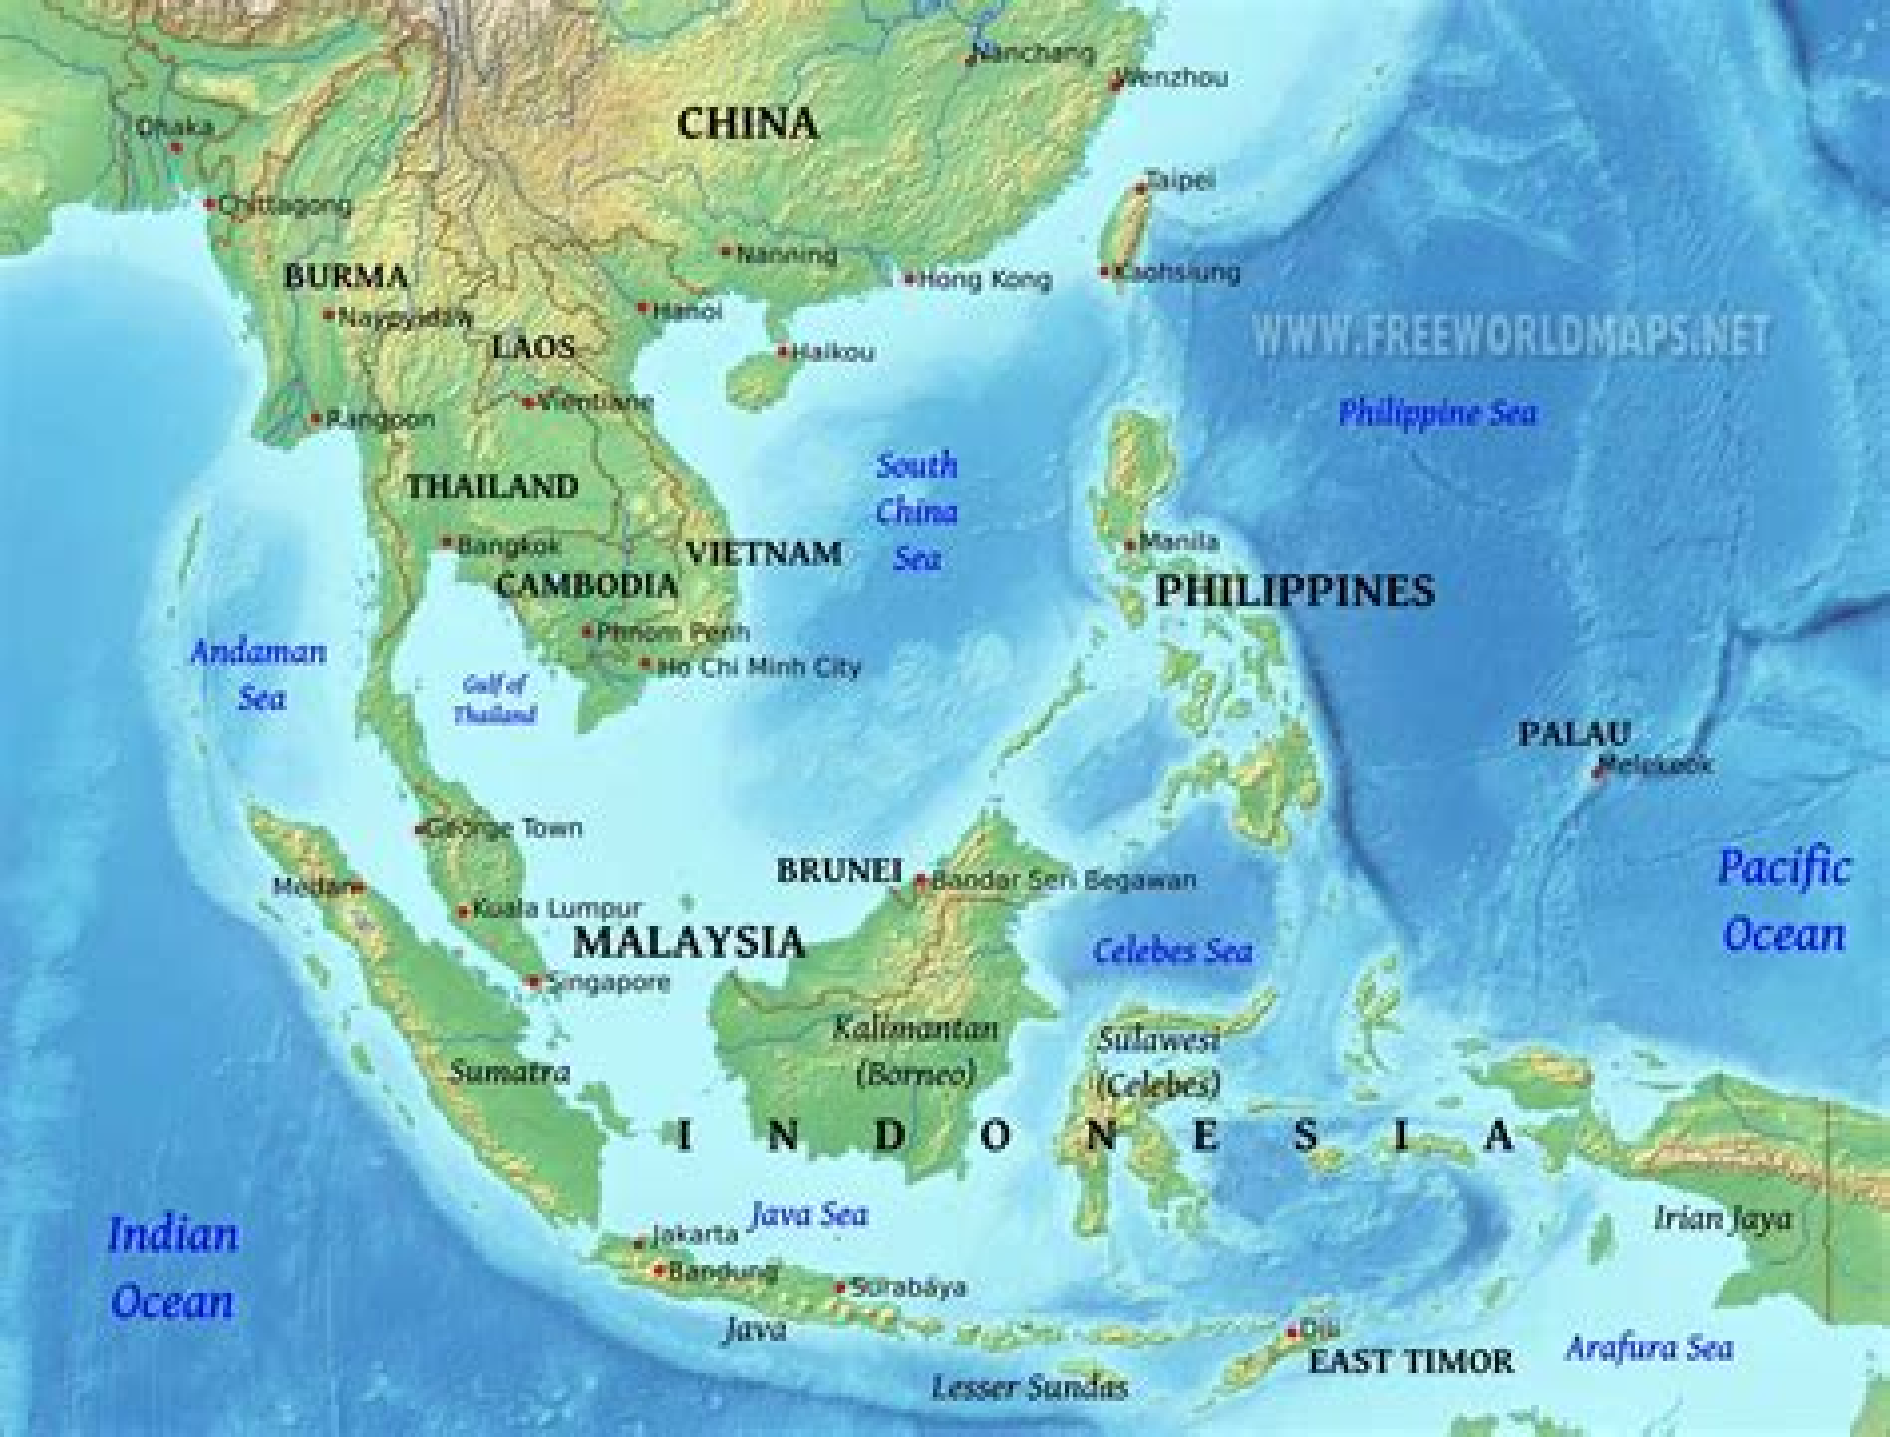 Nanchang
Wenzhou
CHINA
Dhaka
Taipei
Chittagong
Nanning
BURMA
Hong Kong
Kaohsiung
Naypyidaw
Hanoi
WWW.FREEWORLDMAPS.NET
LAOS
Haikou
Vientiane
Rangoon
Philippine Sea
South
China
Sea
THAILAND
Bangkok
VIETNAM
Manila
CAMBODIA
PHILIPPINES
Phnom Penh
Ho Chi Minh City
Andaman
Sea
Gulf of
Thailand
PALAU
Melekeok
George Town
BRUNEI
Bandar Seri Begawan
Pacific
Ocean
Medan
Kuala Lumpur
MALAYSIA
Celebes Sea
Singapore
Kalimantan
(Borneo)
Sulawesi
(Celebes)
Sumatra
I N D O N E S I A
Java Sea
Irian Jaya
Indian
Ocean
Jakarta
Bandung
Surabaya
Java
Dili
EAST TIMOR
Arafura Sea
Lesser Sundas